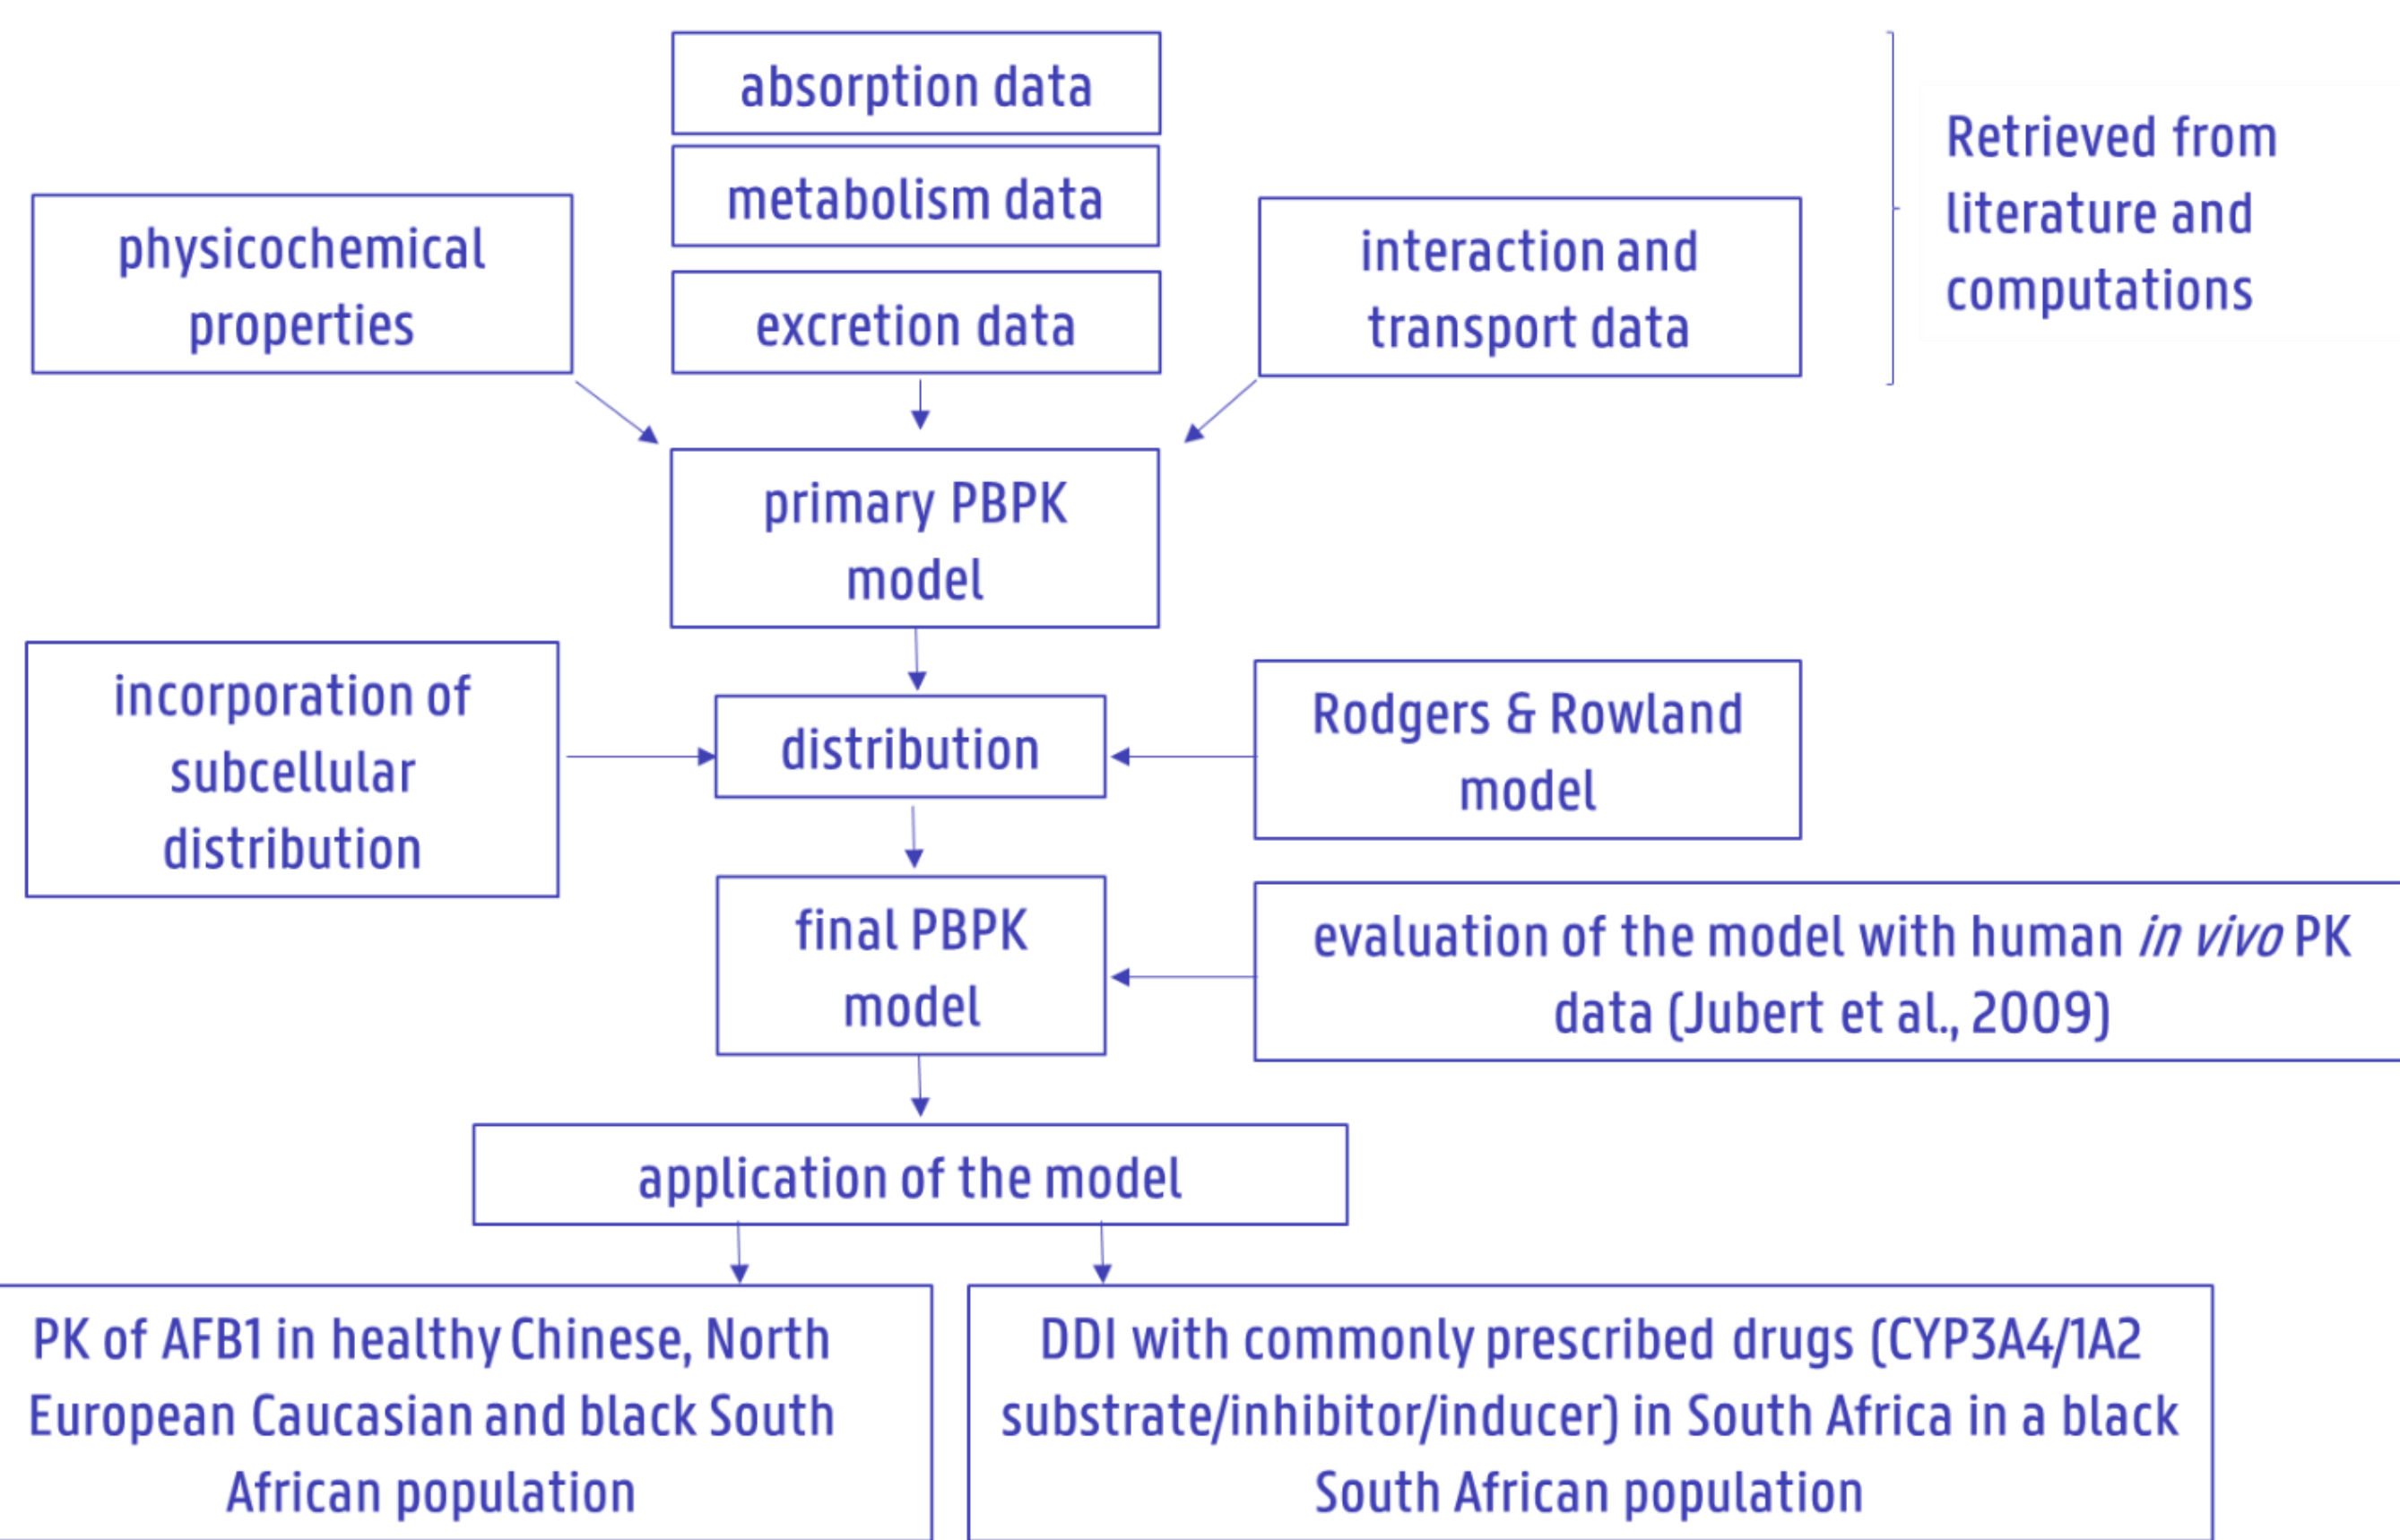 absorption data
metabolism data
excretion data
physicochemical
properties
interaction and
transport data
Retrieved from
literature and
computations
primary PBPK
model
incorporation of
subcellular
distribution
distribution
Rodgers & Rowland
model
final PBPK
model
evaluation of the model with human in vivo PK
data (Jubert et al., 2009)
application of the model
PK of AFB1 in healthy Chinese, North
European Caucasian and black South
African population
DDI with commonly prescribed drugs (CYP3A4/1A2
substrate/inhibitor/inducer) in South Africa in a black
South African population